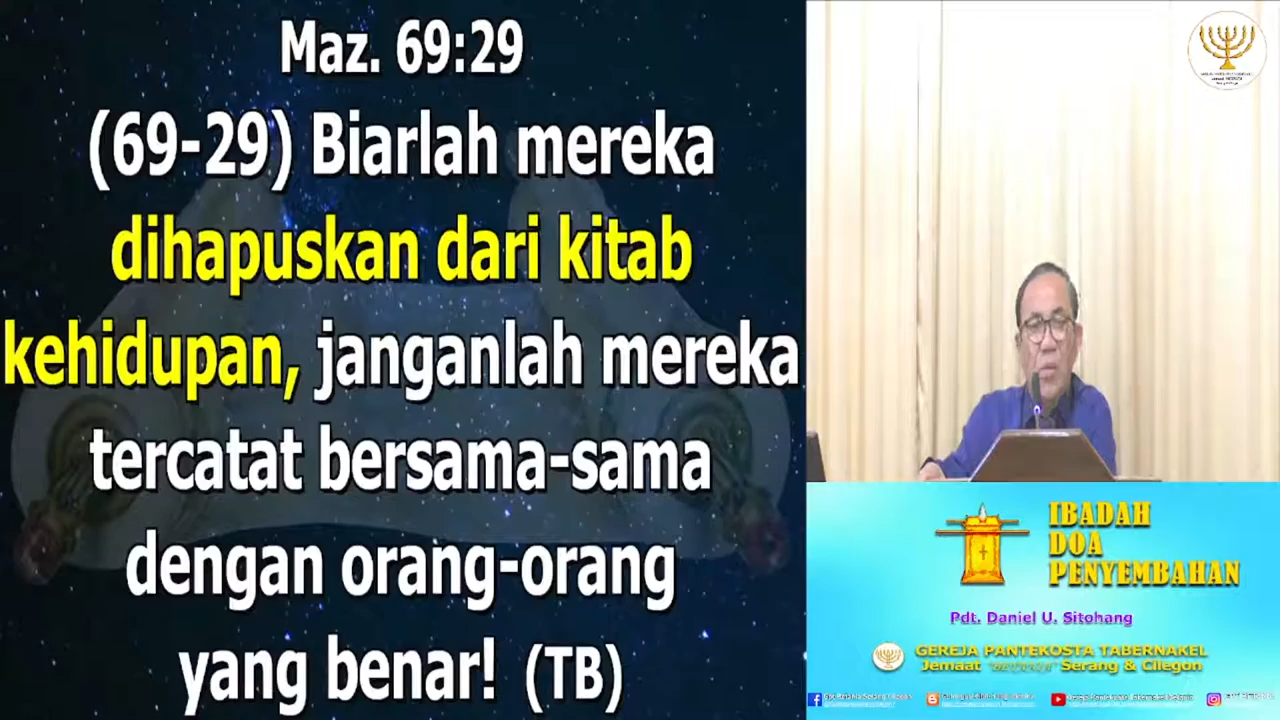 Maz. 69:29
(69-29) Biarlah mereka
dihapuskan dari kitab
kehidupan, janganlah mereka
tercatat bersama-sama
dengan orang-orang
yang benar! (TB)
IBADAH
DOA
PENYEMBAHAN
Pdt. Daniel U. Sitohang
GEREJA PANTEKOSTA TABERNAKEL
Jemaat "BETHANIA" Serang & Cilegon